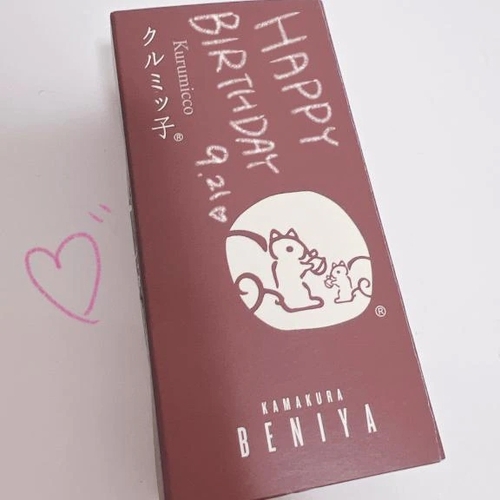 HAPPY
BIRTHDAY
9.21♡
Kurumicco
クルミッ子®
®
KAMAKURA
BENIYA